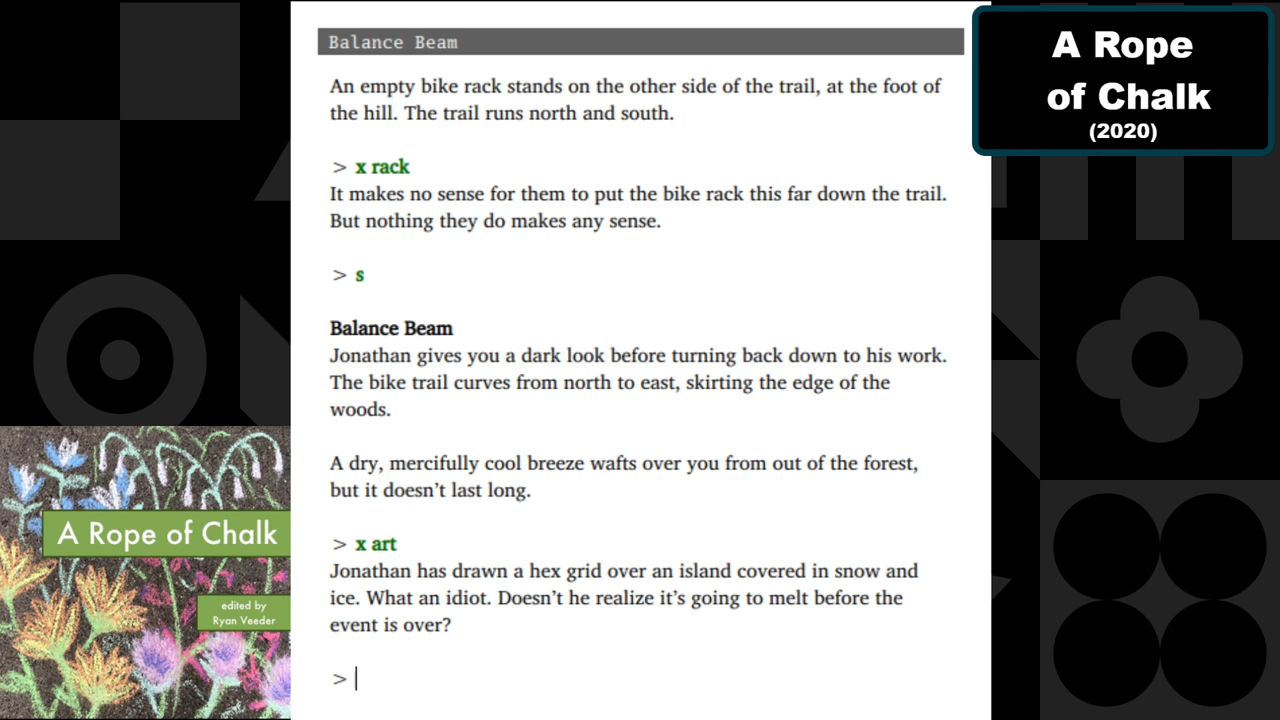 Balance Beam
An empty bike rack stands on the other side of the trail, at the foot of
the hill. The trail runs north and south.
> x rack
It makes no sense for them to put the bike rack this far down the trail.
But nothing they do makes any sense.
> s
Balance Beam
Jonathan gives you a dark look before turning back down to his work.
The bike trail curves from north to east, skirting the edge of the
woods.
A dry, mercifully cool breeze wafts over you from out of the forest,
but it doesn’t last long.
> x art
Jonathan has drawn a hex grid over an island covered in snow and
ice. What an idiot. Doesn’t he realize it’s going to melt before the
event is over?
>
A Rope
of Chalk
(2020)
A Rope of Chalk
edited by
Ryan Veeder